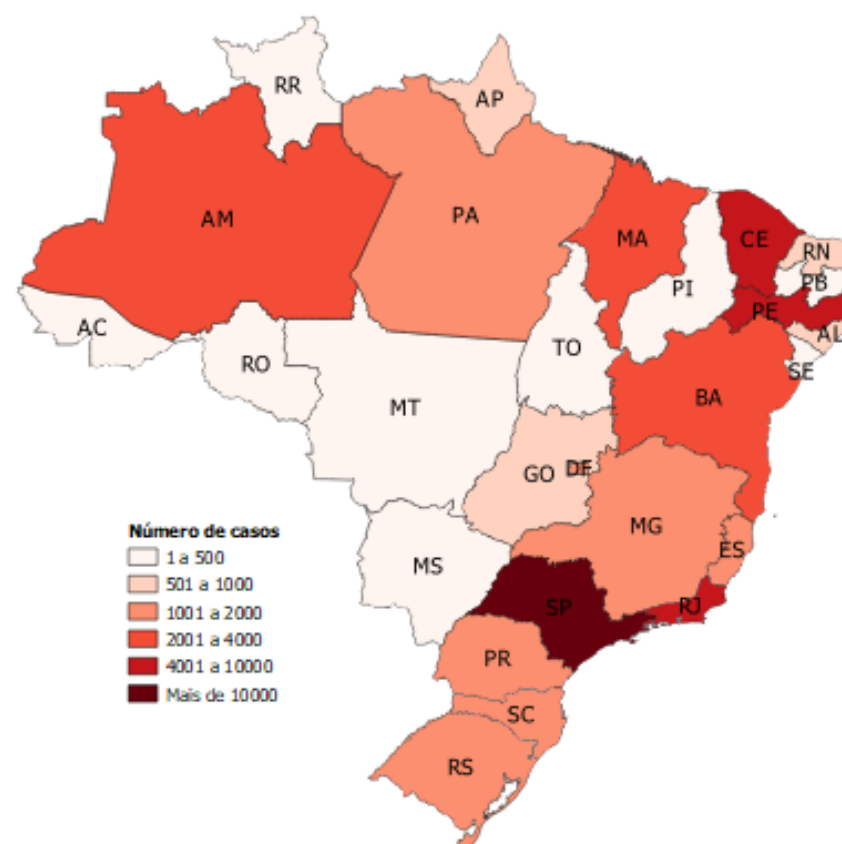 RR
AP
AM
PA
MA
CE
RN
PB
PI
PE
AL
AC
SE
RO
TO
BA
MT
GO
DF
MG
ES
MS
SP
RJ
PR
SC
RS
Número de casos
1 a 500
501 a 1000
1001 a 2000
2001 a 4000
4001 a 10000
Mais de 10000